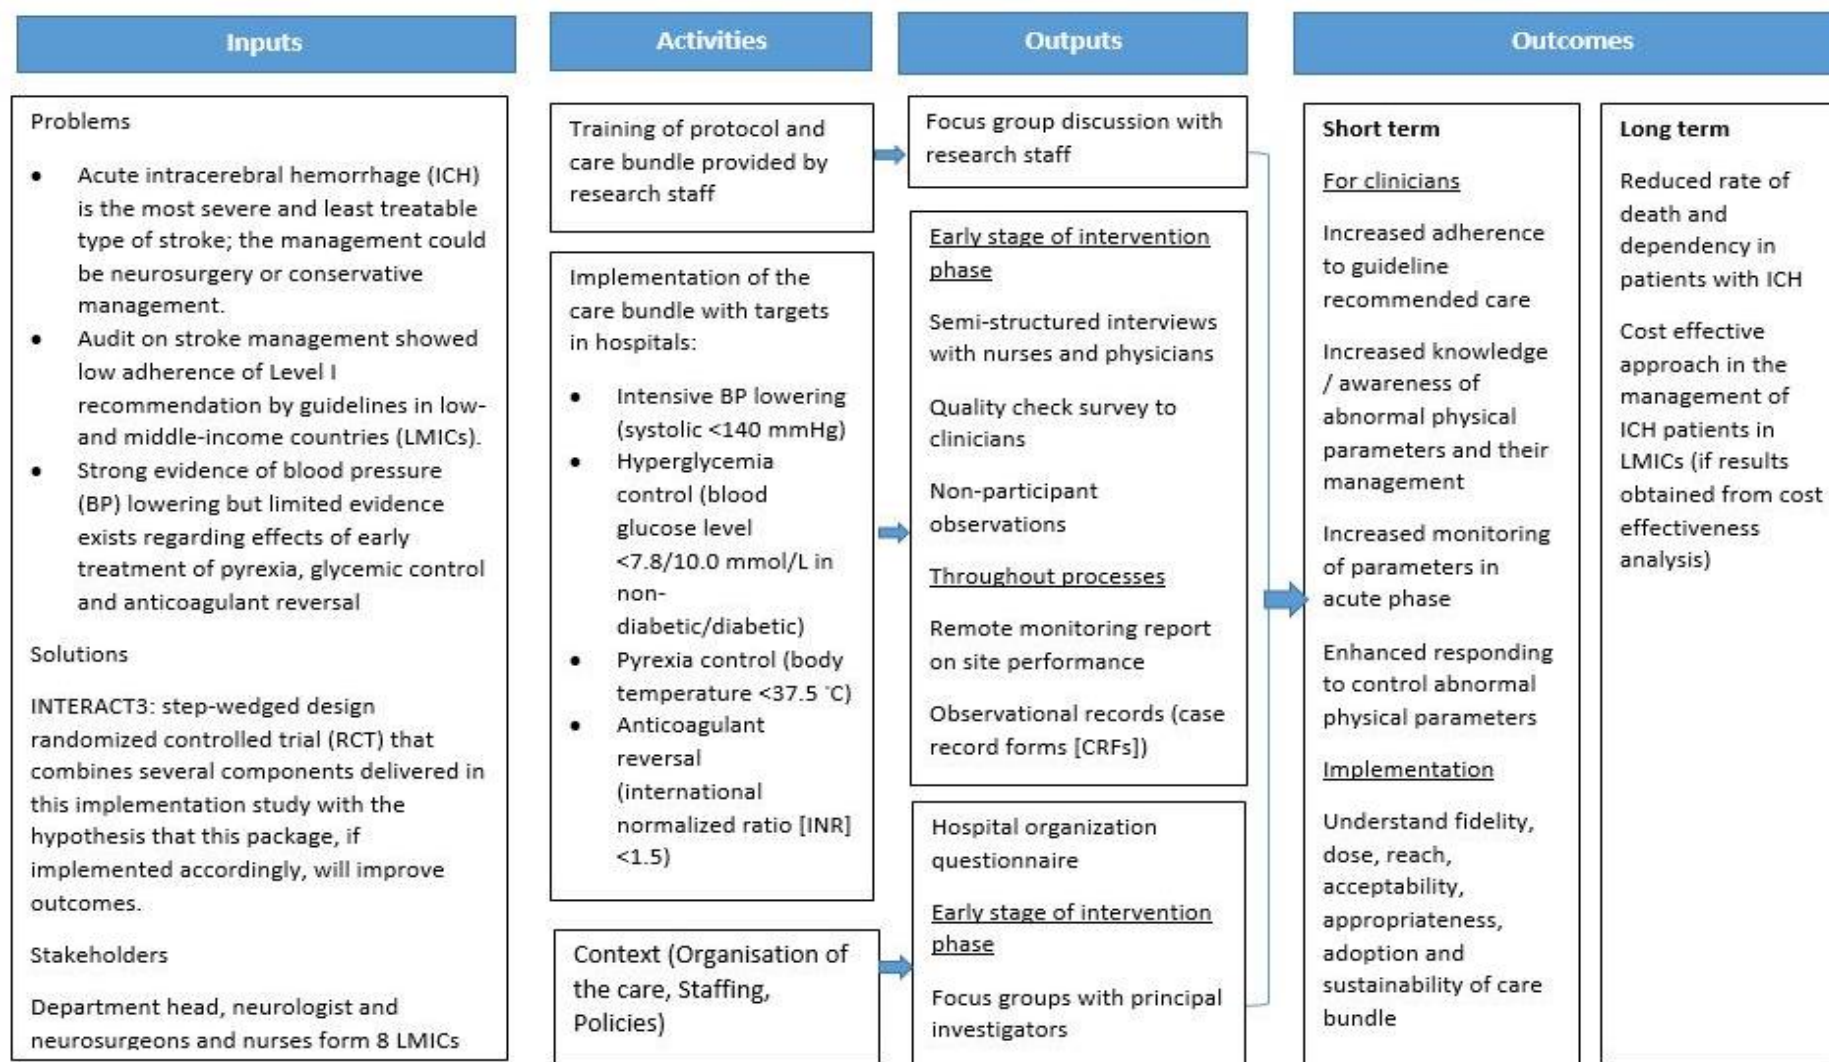 Inputs
Activities
Outputs
Outcomes
Problems
• Acute intracerebral hemorrhage (ICH)
is the most severe and least treatable
type of stroke; the management could
be neurosurgery or conservative
management.
• Audit on stroke management showed
low adherence of Level I
recommendation by guidelines in low-
and middle-income countries (LMICs).
• Strong evidence of blood pressure
(BP) lowering but limited evidence
exists regarding effects of early
treatment of pyrexia, glycemic control
and anticoagulant reversal
Solutions
INTERACT3: step-wedged design
randomized controlled trial (RCT) that
combines several components delivered in
this implementation study with the
hypothesis that this package, if
implemented accordingly, will improve
outcomes.
Stakeholders
Department head, neurologist and
neurosurgeons and nurses form 8 LMICs
Training of protocol and
care bundle provided by
research staff
Implementation of the
care bundle with targets
in hospitals:
• Intensive BP lowering
(systolic <140 mmHg)
• Hyperglycemia
control (blood
glucose level
<7.8/10.0 mmol/L in
non-
diabetic/diabetic)
• Pyrexia control (body
temperature <37.5 °C)
• Anticoagulant
reversal
(international
normalized ratio [INR]
<1.5)
Context (Organisation of
the care, Staffing,
Policies)
Focus group discussion with
research staff
Early stage of intervention
phase
Semi-structured interviews
with nurses and physicians
Quality check survey to
clinicians
Non-participant
observations
Throughout processes
Remote monitoring report
on site performance
Observational records (case
record forms [CRFs])
Hospital organization
questionnaire
Early stage of intervention
phase
Focus groups with principal
investigators
Short term
For clinicians
Increased adherence
to guideline
recommended care
Increased knowledge
/ awareness of
abnormal physical
parameters and their
management
Increased monitoring
of parameters in
acute phase
Enhanced responding
to control abnormal
physical parameters
Implementation
Understand fidelity,
dose, reach,
acceptability,
appropriateness,
adoption and
sustainability of care
bundle
Long term
Reduced rate of
death and
dependency in
patients with ICH
Cost effective
approach in the
management of
ICH patients in
LMICs (if results
obtained from cost
effectiveness
analysis)